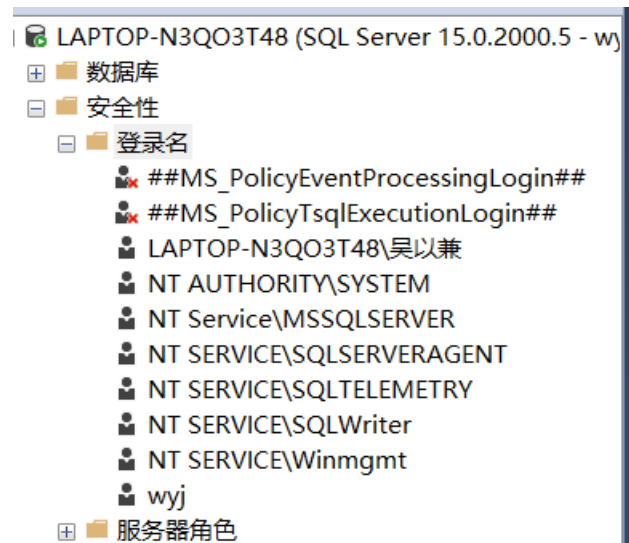 LAPTOP-N3QO3T48 (SQL Server 15.0.2000.5 - wy
数据库
安全性
登录名
##MS_PolicyEventProcessingLogin##
##MS_PolicyTsqlExecutionLogin##
LAPTOP-N3QO3T48\吴以兼
NT AUTHORITY\SYSTEM
NT Service\MSSQLSERVER
NT SERVICE\SQLSERVERAGENT
NT SERVICE\SQLTELEMETRY
NT SERVICE\SQLWriter
NT SERVICE\Winmgmt
wyj
服务器角色